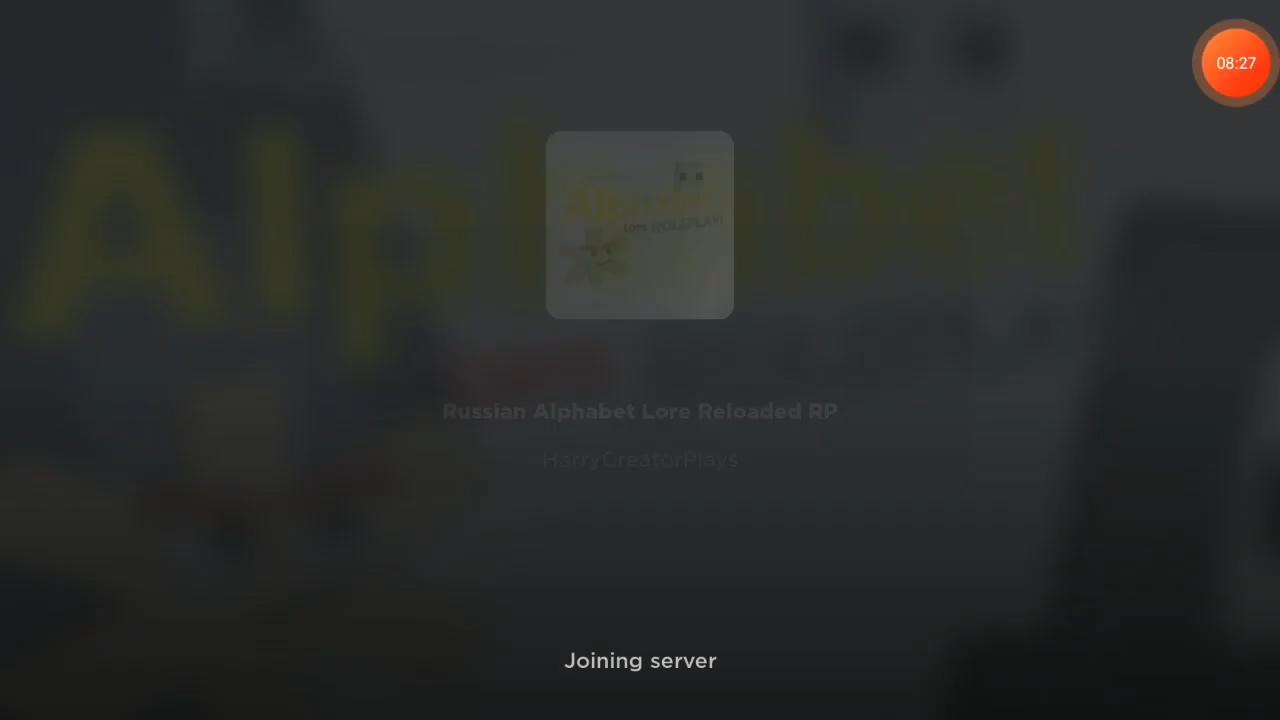 08:27
Alphabet
Lore ROLEPLAY!
Russian Alphabet Lore Reloaded RP
HarryCreatorPlays
Joining server